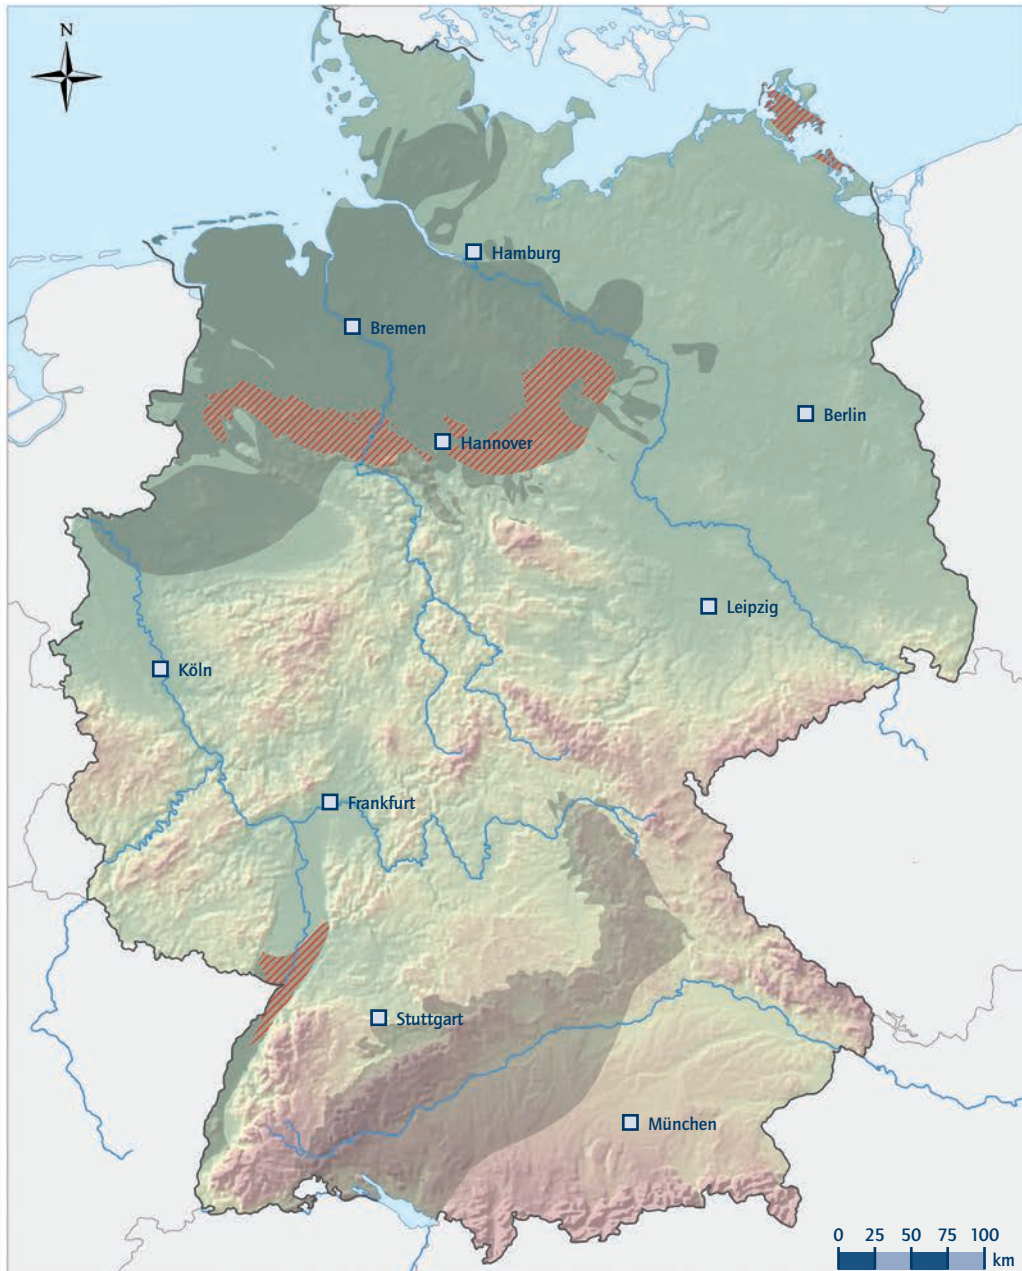 N
Hamburg
Bremen
Berlin
Hannover
Leipzig
Köln
Frankfurt
Stuttgart
München
0 25 50 75 100
km